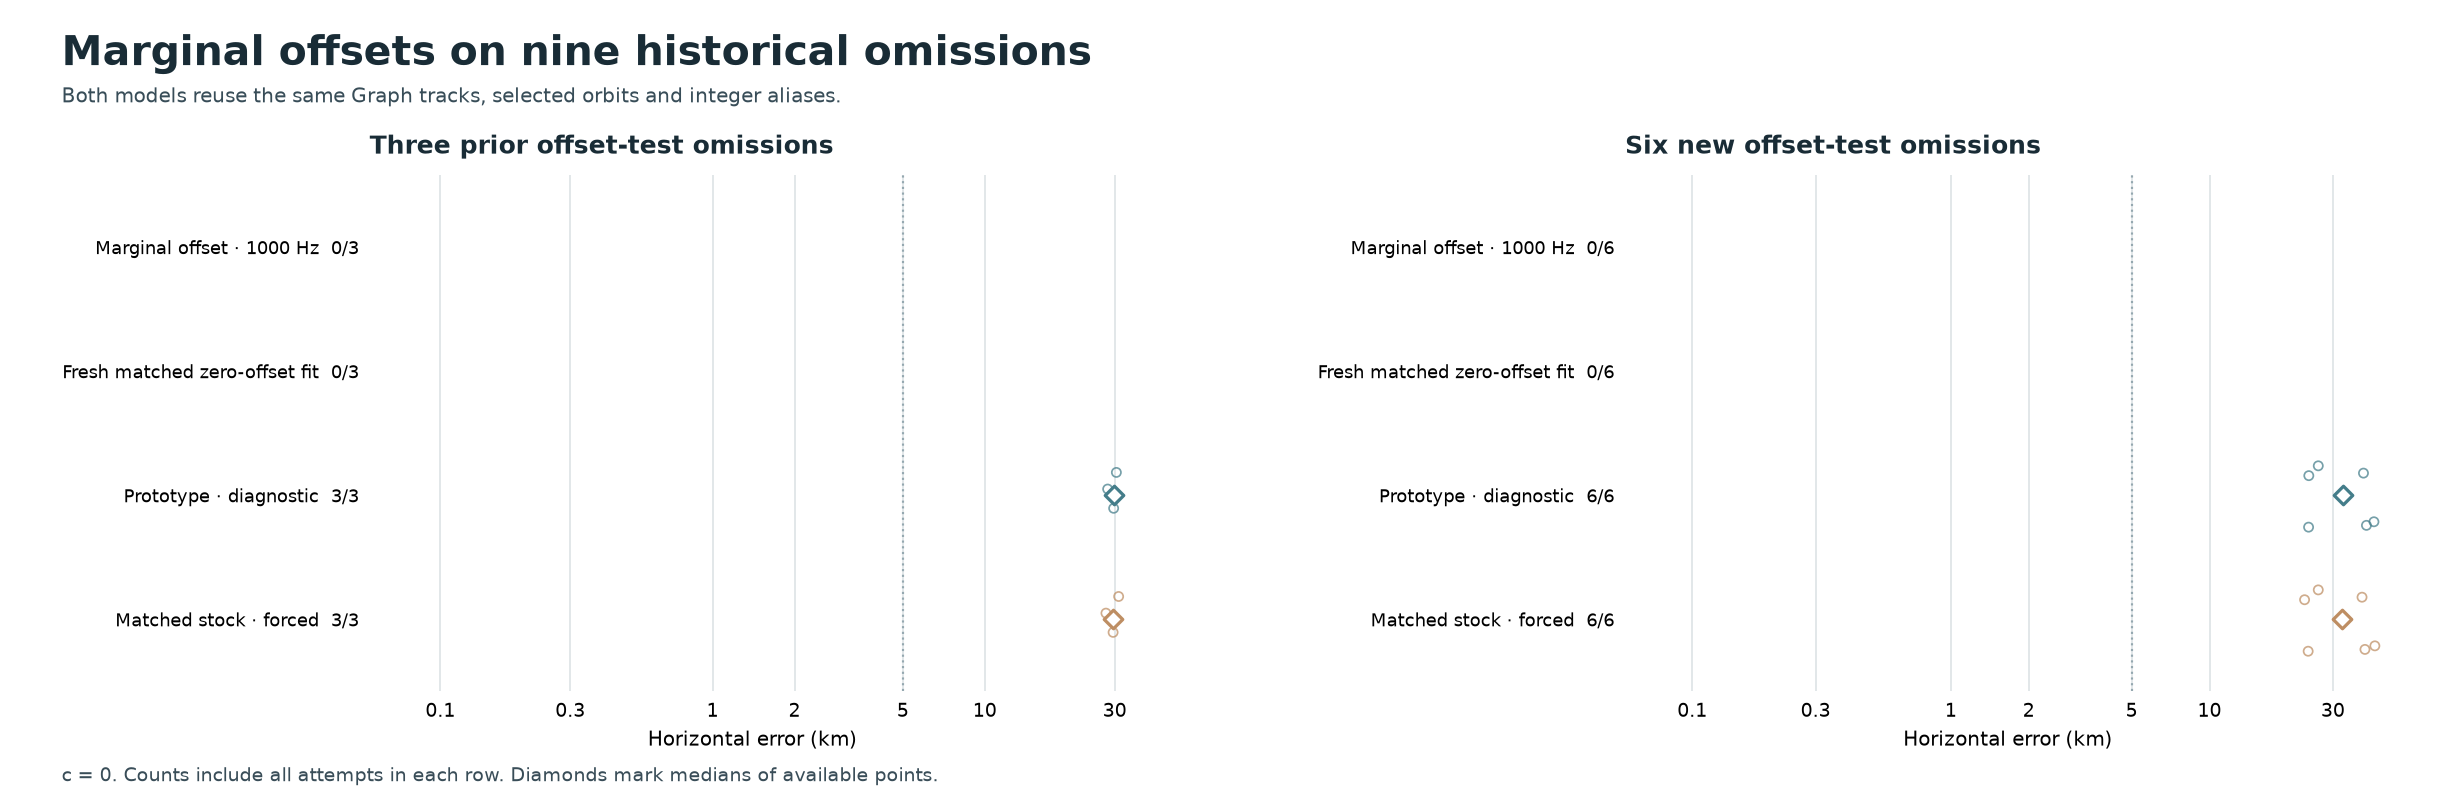 Marginal offsets on nine historical omissions
Both models reuse the same Graph tracks, selected orbits and integer aliases.
Three prior offset-test omissions
Marginal offset · 1000 Hz 0/3
Fresh matched zero-offset fit 0/3
Prototype · diagnostic 3/3
Matched stock · forced 3/3
0.1 0.3 1 2 5 10 30
Horizontal error (km)
Six new offset-test omissions
Marginal offset · 1000 Hz 0/6
Fresh matched zero-offset fit 0/6
Prototype · diagnostic 6/6
Matched stock · forced 6/6
0.1 0.3 1 2 5 10 30
Horizontal error (km)
c = 0. Counts include all attempts in each row. Diamonds mark medians of available points.